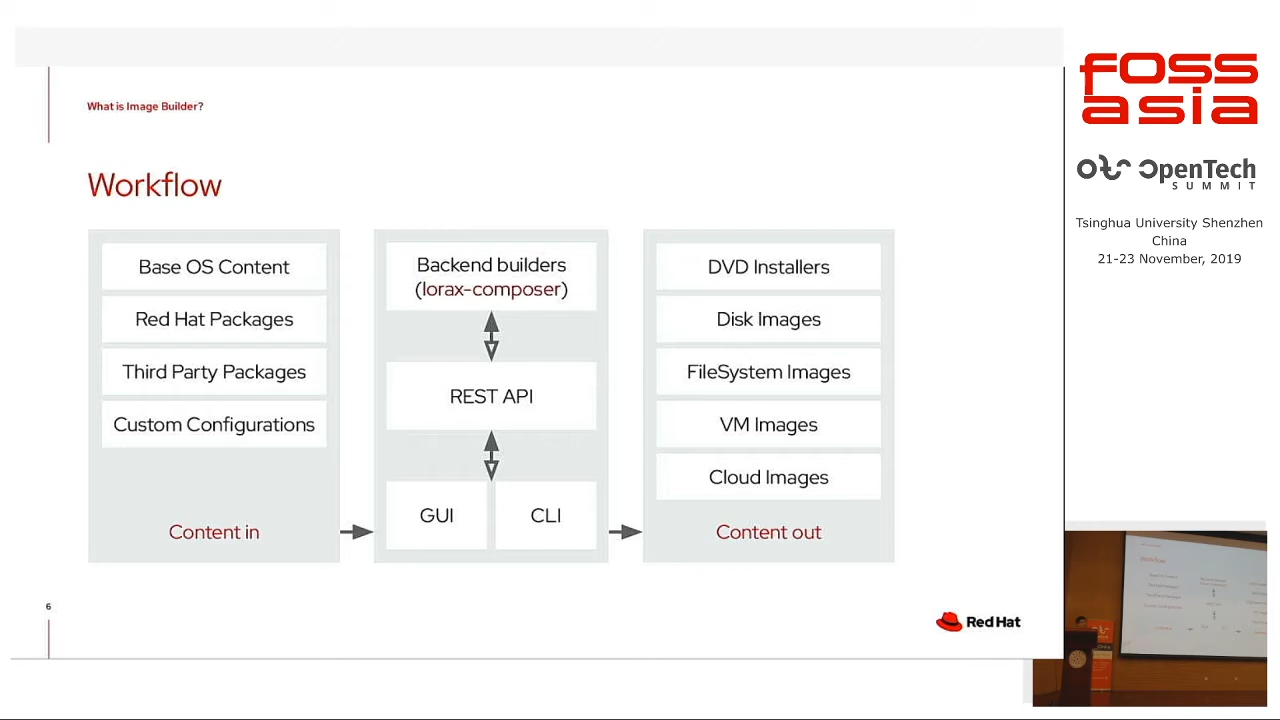 What is Image Builder?
Workflow
Base OS Content
Red Hat Packages
Third Party Packages
Custom Configurations
Content in
Backend builders
(lorax-composer)
REST API
GUI
CLI
DVD Installers
Disk Images
FileSystem Images
VM Images
Cloud Images
Content out
6
Red Hat
foss
asia
OpenTech
SUMMIT
Tsinghua University Shenzhen
China
21-23 November, 2019
Workflow